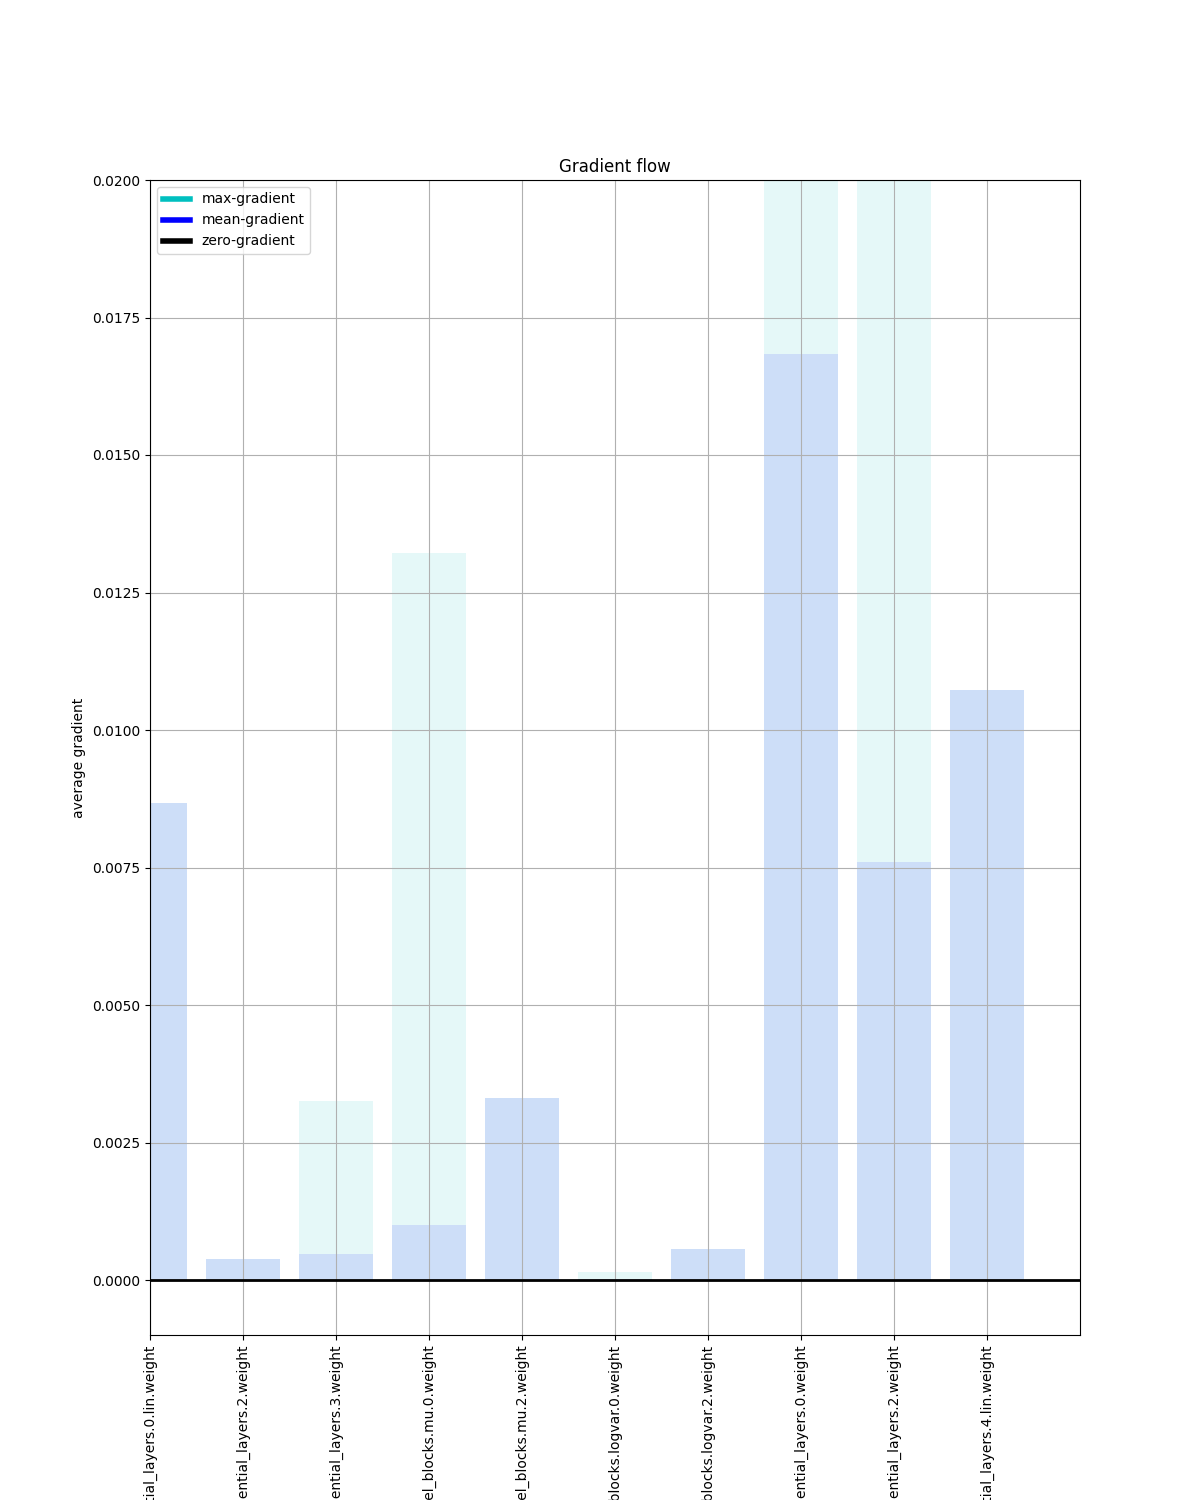 Gradient flow
max-gradient
mean-gradient
zero-gradient
0.0200
0.0175
0.0150
0.0125
0.0100
0.0075
0.0050
0.0025
0.0000
average gradient
tial_layers.0.lin.weight
ential_layers.2.weight
ential_layers.3.weight
el_blocks.mu.0.weight
el_blocks.mu.2.weight
blocks.logvar.0.weight
blocks.logvar.2.weight
ential_layers.0.weight
ential_layers.2.weight
tial_layers.4.lin.weight